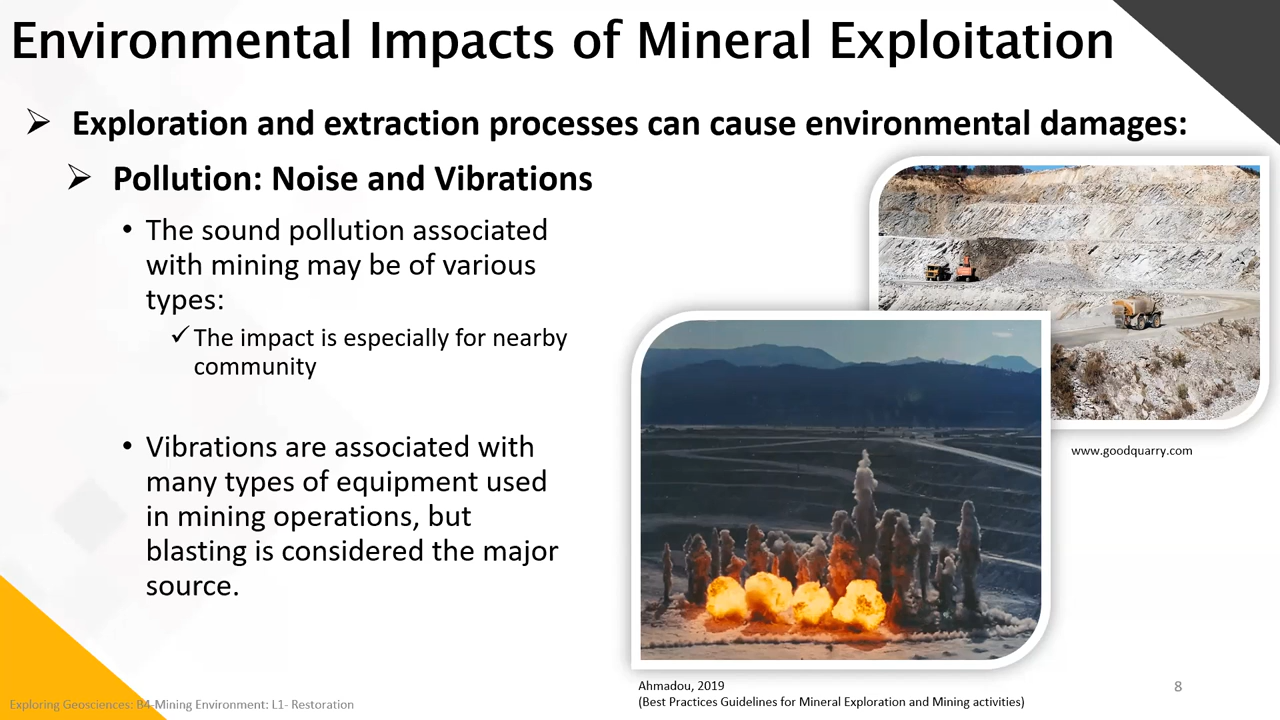 Environmental Impacts of Mineral Exploitation
➢ Exploration and extraction processes can cause environmental damages:
➢ Pollution: Noise and Vibrations
• The sound pollution associated
with mining may be of various
types:
✓ The impact is especially for nearby
community
• Vibrations are associated with
many types of equipment used
in mining operations, but
blasting is considered the major
source.
www.goodquarry.com
Ahmadou, 2019
(Best Practices Guidelines for Mineral Exploration and Mining activities)
8
Exploring Geosciences: B4-Mining Environment: L1- Restoration